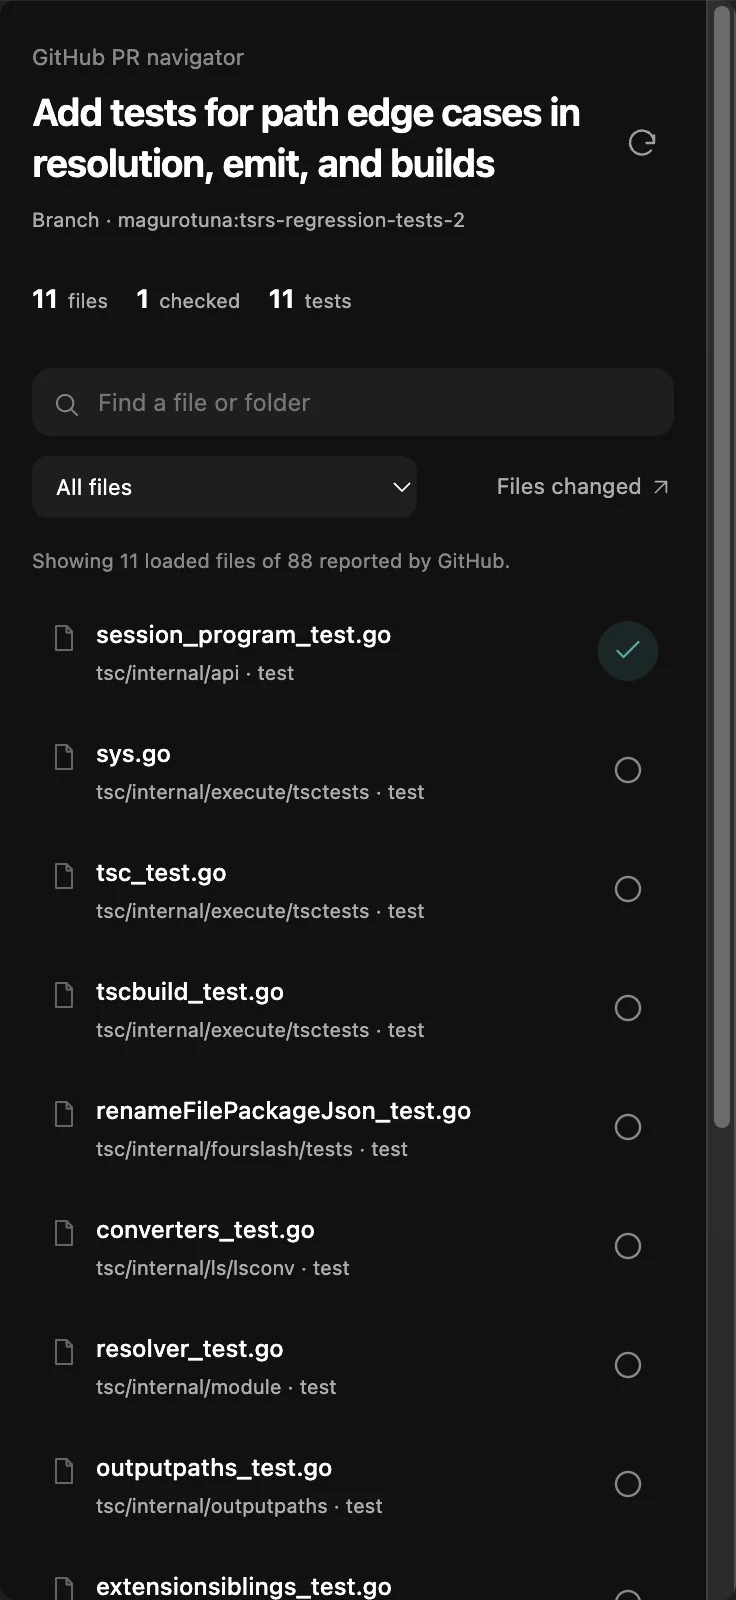 GitHub PR navigator
Add tests for path edge cases in
resolution, emit, and builds
Branch · magurotuna:tsrs-regression-tests-2
11 files 1 checked 11 tests
Find a file or folder
All files
Files changed
Showing 11 loaded files of 88 reported by GitHub.
session_program_test.go
tsc/internal/api · test
sys.go
tsc/internal/execute/tsctests · test
tsc_test.go
tsc/internal/execute/tsctests · test
tscbuild_test.go
tsc/internal/execute/tsctests · test
renameFilePackageJson_test.go
tsc/internal/fourslash/tests · test
converters_test.go
tsc/internal/ls/lsconv · test
resolver_test.go
tsc/internal/module · test
outputpaths_test.go
tsc/internal/outputpaths · test
extensionsiblings_test.go